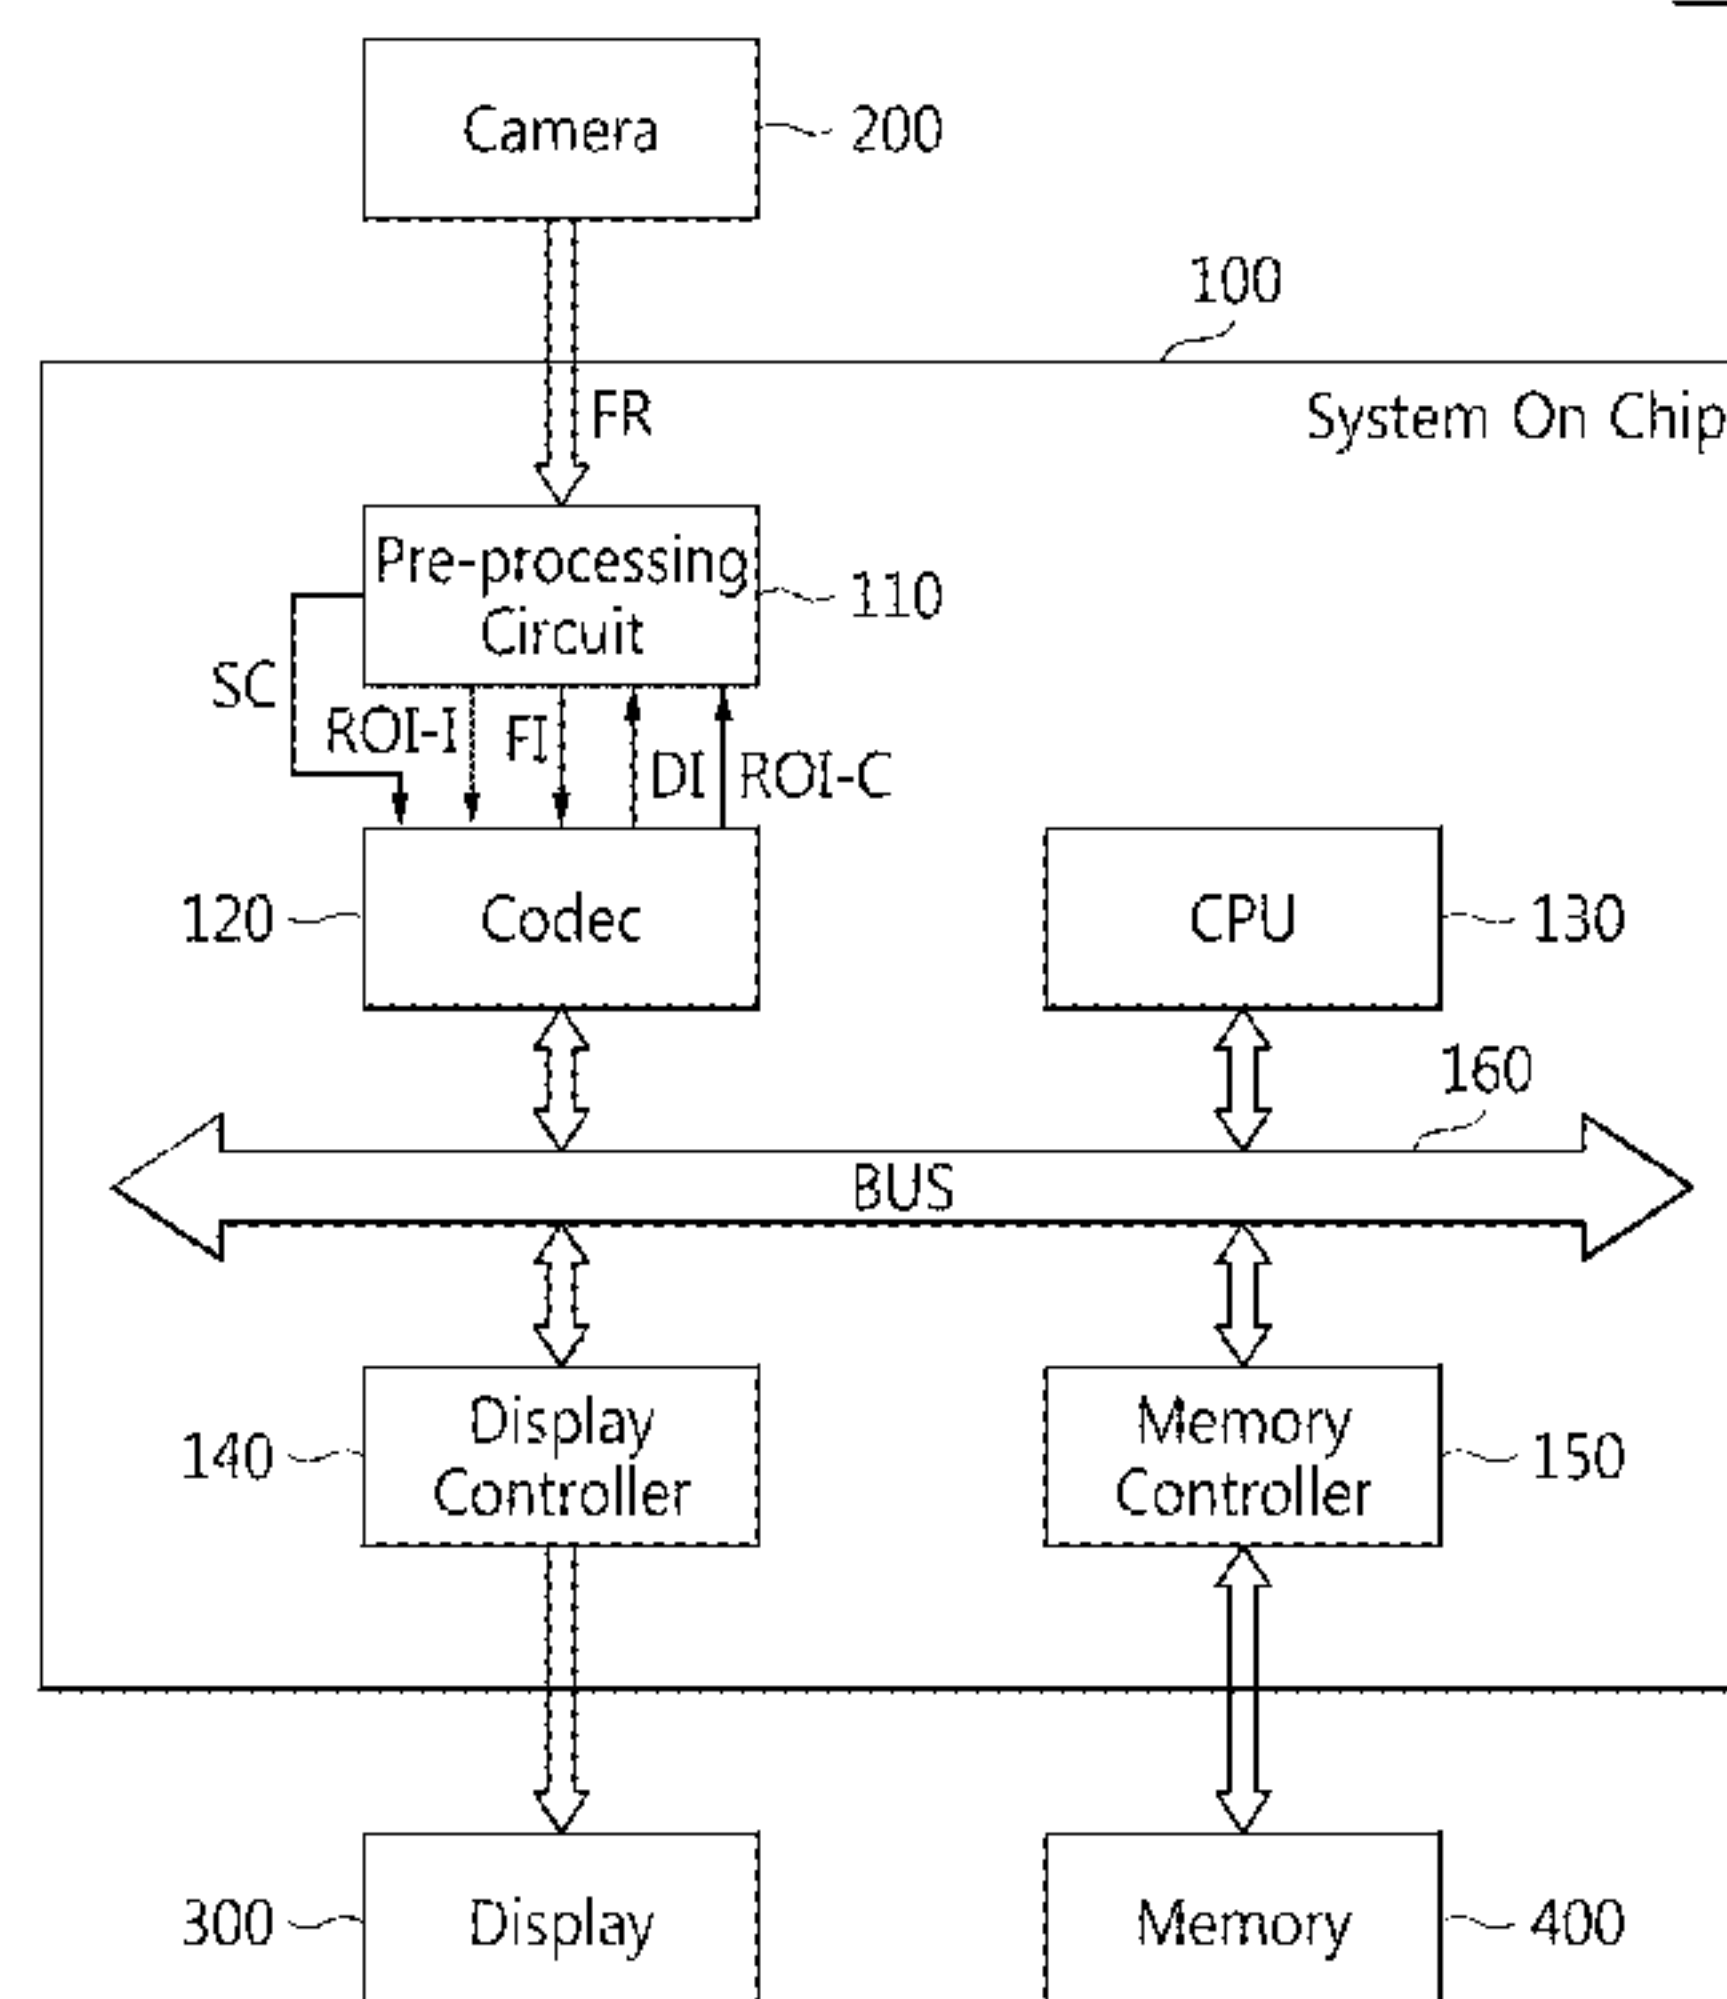 Camera
200
100
System On Chip
FR
Pre-processing
Circuit
110
SC
ROI-I
FI
DI
ROI-C
120
Codec
CPU
130
160
BUS
140
Display
Controller
Memory
Controller
150
300
Display
Memory
400